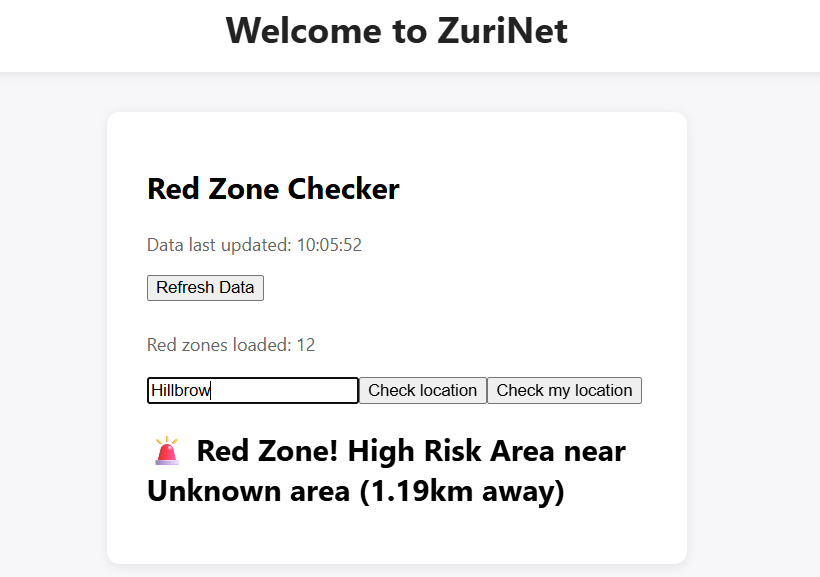 Welcome to ZuriNet
Red Zone Checker
Data last updated: 10:05:52
Refresh Data
Red zones loaded: 12
Hillbrow Check location Check my location
🚨 Red Zone! High Risk Area near
Unknown area (1.19km away)